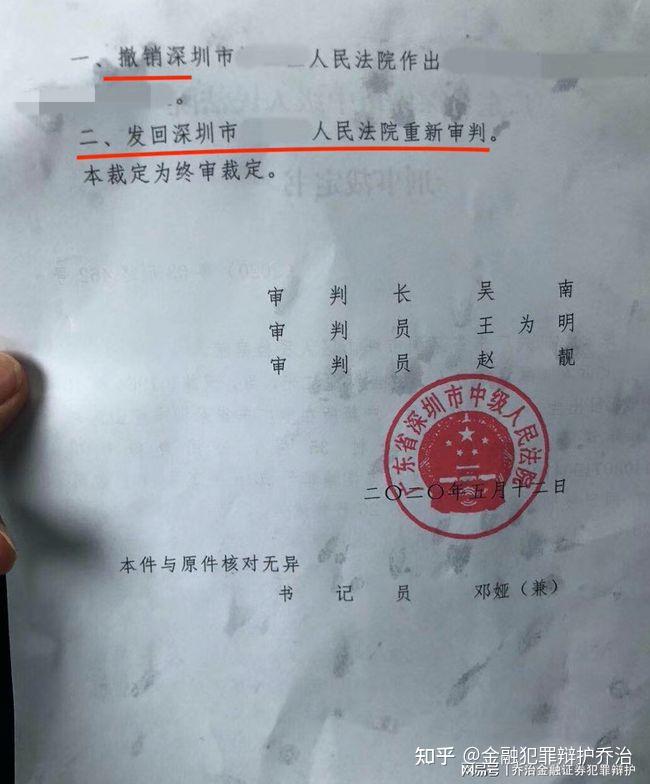 一、撤销深圳市 人民法院作出
。
二、发回深圳市 人民法院重新审判。
本裁定为终审裁定。
审 判 长 吴 南
审 判 员 王 为 明
审 判 员 赵 靓
广东省深圳市中级人民法院
二〇二〇年五月十二日
本件与原件核对无异
书 记 员 邓娅（兼）
知乎 @金融犯罪辩护乔治
搜狐号@乔治金融证券犯罪辩护